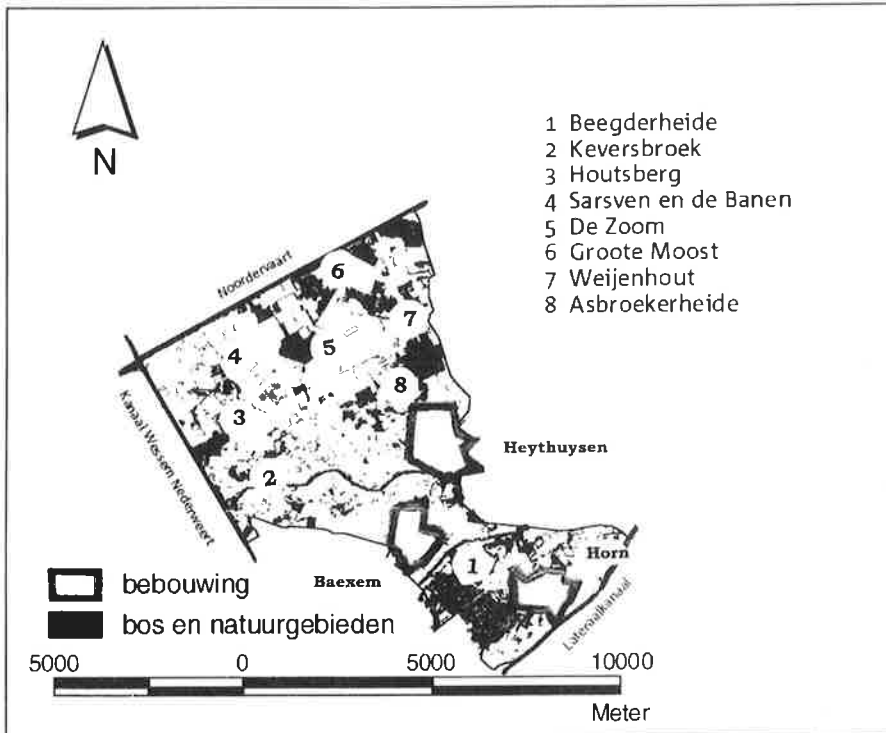 N
1 Beegderheide
2 Keversbroek
3 Houtsberg
4 Sarsven en de Banen
5 De Zoom
6 Groote Moost
7 Weijenhout
8 Asbroekerheide
Noordervaart
6
7
4
5
8
3
Kanaal Wessem Nederweert
Heythuysen
2
Horn
1
Baexem
Lateraalkanaal
bebouwing
bos en natuurgebieden
5000 0 5000 10000
Meter